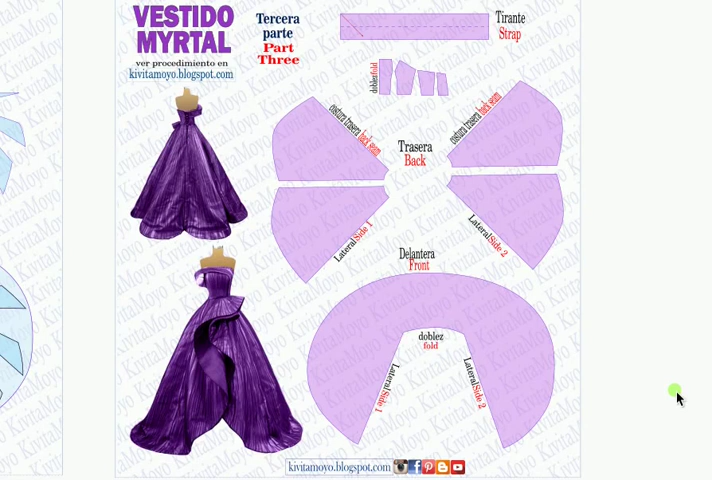 VESTIDO
MYRTAL
ver procedimiento en
kivitamoyo.blogspot.com
Tercera
parte
Part
Three
Tirante
Strap
doblez fold
costura trasera back seam
costura trasera back seam
Trasera
Back
Lateral Side 1
Lateral Side 2
Delantera
Front
doblez
fold
Lateral Side 1
Lateral Side 2
kivitamoyo.blogspot.com
KivitaMoyo